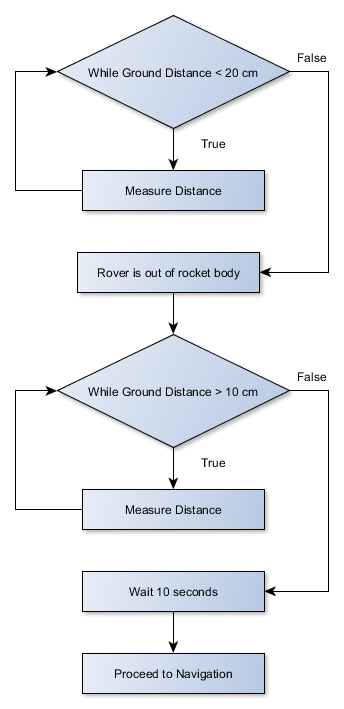 While Ground Distance < 20 cm
False
True
Measure Distance
Rover is out of rocket body
While Ground Distance > 10 cm
False
True
Measure Distance
Wait 10 seconds
Proceed to Navigation